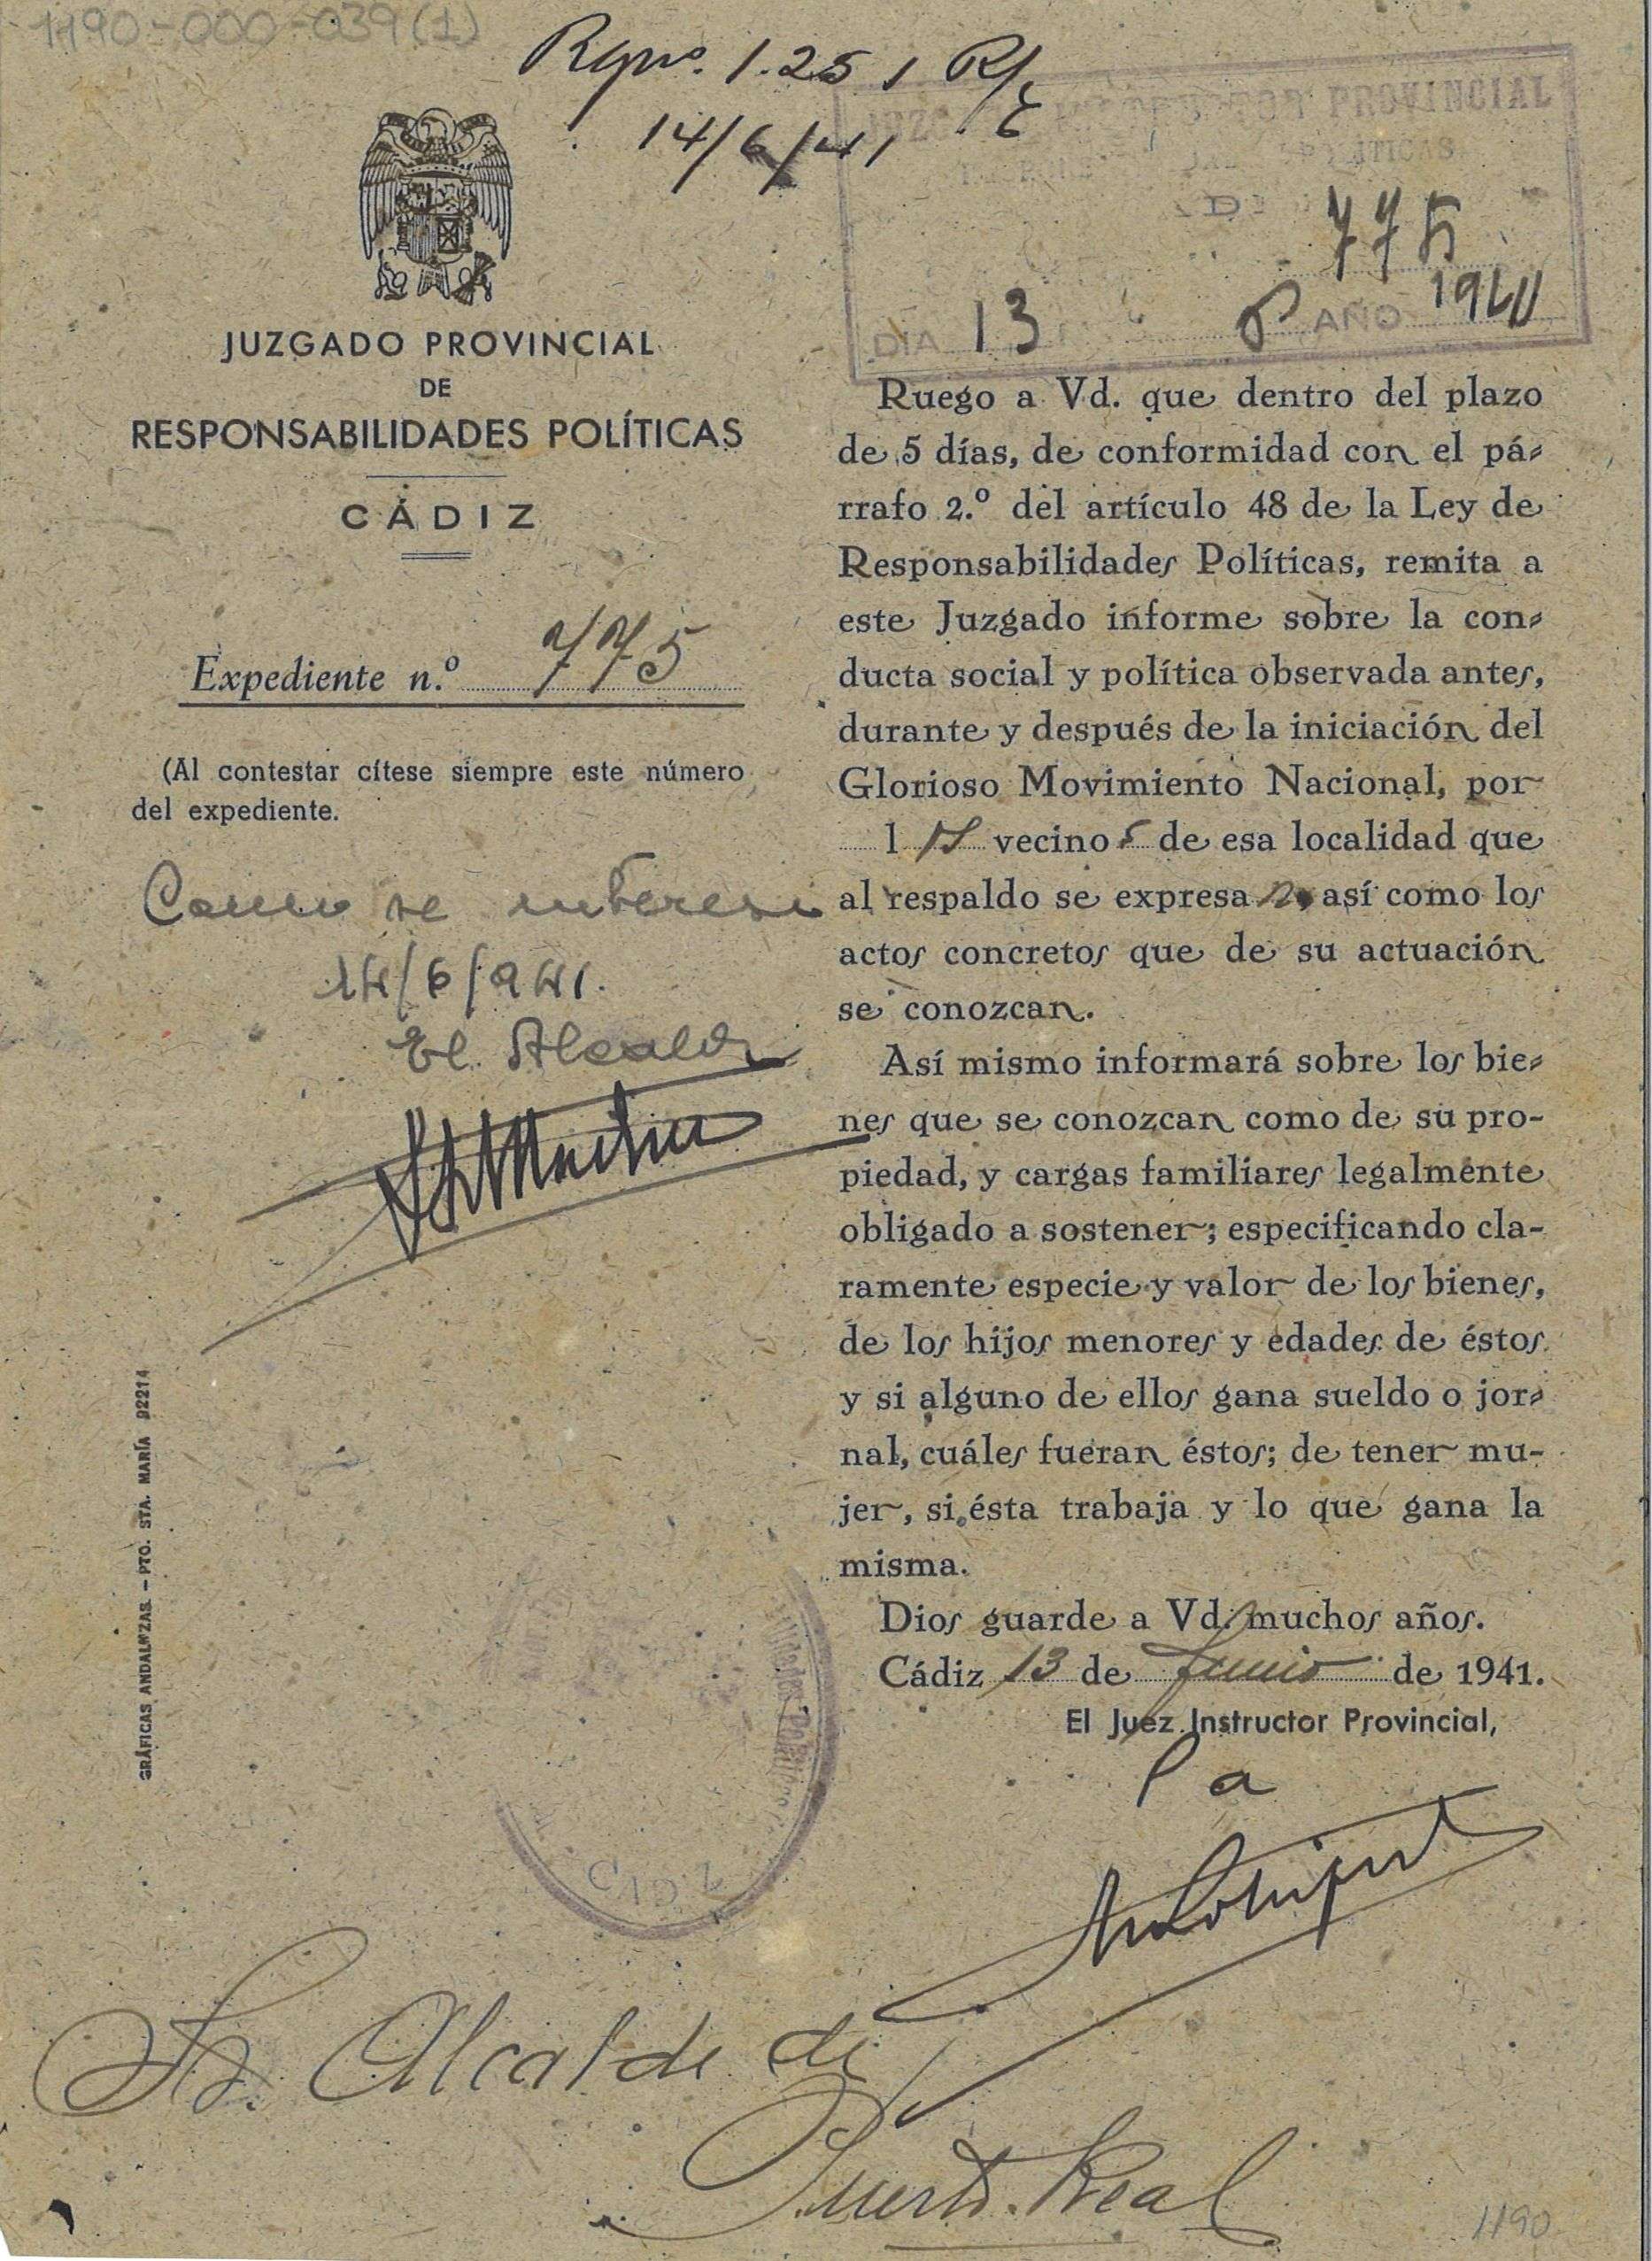 1190-000-039(1)
1.251
14/6/41
PROVINCIAL
POLITICAS
775
DIA 13 AÑO 1940
JUZGADO PROVINCIAL
DE
RESPONSABILIDADES POLÍTICAS
CÁDIZ
Expediente n.º 775
(Al contestar cítese siempre este número
del expediente.
Como se interesa
14/6/941.
El Alcalde
GRÁFICAS ANDALUZAS. – PTO. STA. MARÍA 92214
Ruego a Vd. que dentro del plazo
de 5 días, de conformidad con el pá-
rrafo 2.º del artículo 48 de la Ley de
Responsabilidades Políticas, remita a
este Juzgado informe sobre la con-
ducta social y política observada antes,
durante y después de la iniciación del
Glorioso Movimiento Nacional, por
l vecinos de esa localidad que
al respaldo se expresan, así como los
actos concretos que de su actuación
se conozcan.
Así mismo informará sobre los bie-
nes que se conozcan como de su pro-
piedad, y cargas familiares legalmente
obligado a sostener; especificando cla-
ramente especie y valor de los bienes,
de los hijos menores y edades de éstos
y si alguno de ellos gana sueldo o jor-
nal, cuáles fueran éstos; de tener mu-
jer, si ésta trabaja y lo que gana la
misma.
Dios guarde a Vd. muchos años.
Cádiz 13 de Junio de 1941.
El Juez Instructor Provincial,
CADIZ
Sr. Alcalde de
Puerto Real
1190